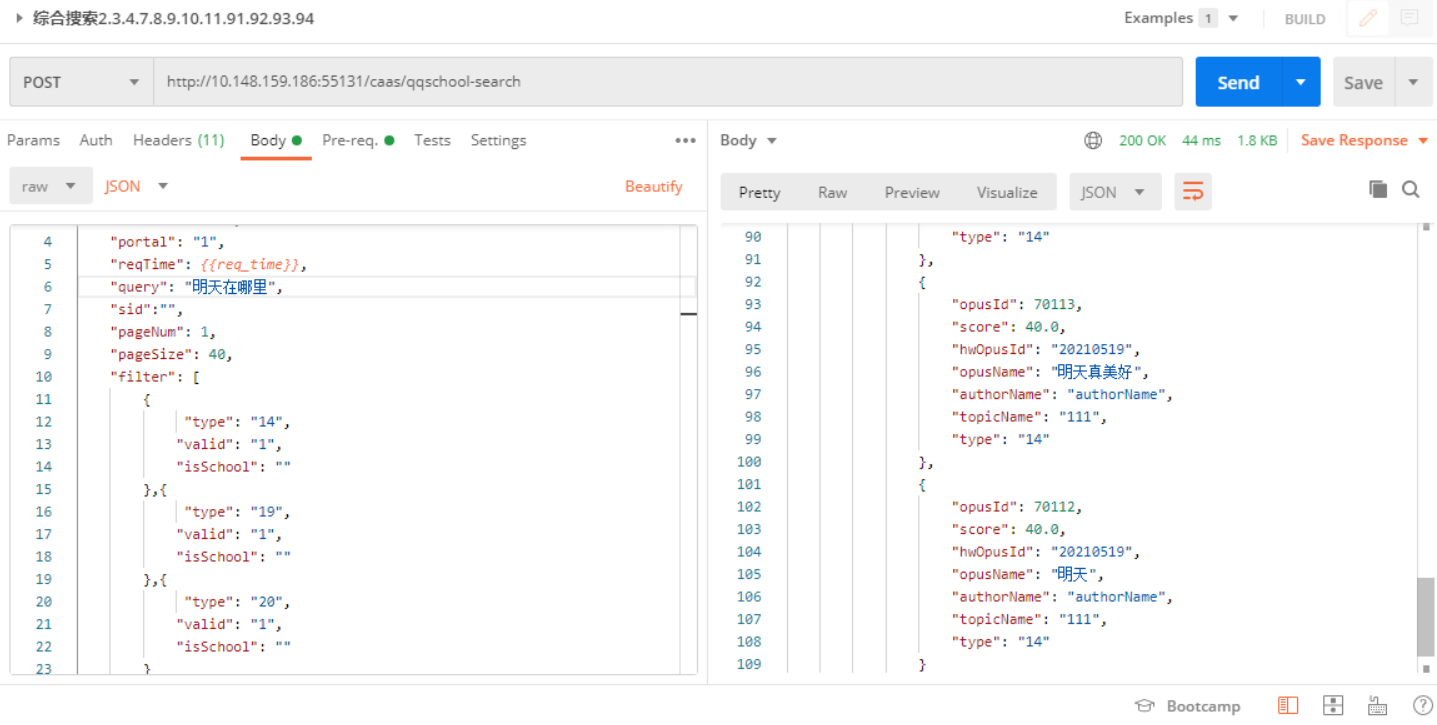 综合搜索2.3.4.7.8.9.10.11.91.92.93.94
Examples 1
BUILD
POST
http://10.148.159.186:55131/caas/qqschool-search
Send
Save
Params Auth Headers (11) Body Pre-req. Tests Settings
raw JSON Beautify
4 "portal": "1",
5 "reqTime": {{req_time}},
6 "query": "明天在哪里",
7 "sid":"",
8 "pageNum": 1,
9 "pageSize": 40,
10 "filter": [
11 {
12 "type": "14",
13 "valid": "1",
14 "isSchool": ""
15 },{
16 "type": "19",
17 "valid": "1",
18 "isSchool": ""
19 },{
20 "type": "20",
21 "valid": "1",
22 "isSchool": ""
23 }
Body 200 OK 44 ms 1.8 KB Save Response
Pretty Raw Preview Visualize JSON
90 "type": "14"
91 },
92 {
93 "opusId": 70113,
94 "score": 40.0,
95 "hwOpusId": "20210519",
96 "opusName": "明天真美好",
97 "authorName": "authorName",
98 "topicName": "111",
99 "type": "14"
100 },
101 {
102 "opusId": 70112,
103 "score": 40.0,
104 "hwOpusId": "20210519",
105 "opusName": "明天",
106 "authorName": "authorName",
107 "topicName": "111",
108 "type": "14"
109 }
Bootcamp